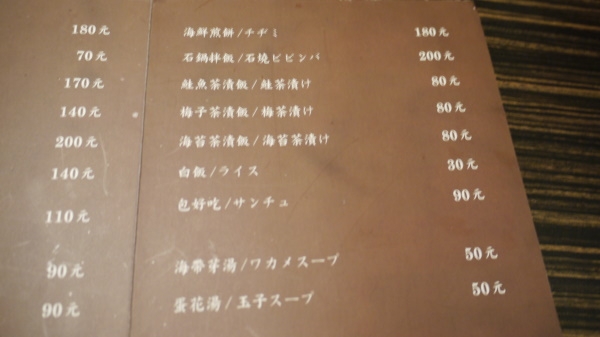 180元
70元
170元
140元
200元
140元
110元
90元
90元
海鮮煎餅/チヂミ 180元
石鍋拌飯/石燒ビビンバ 200元
鮭魚茶漬飯/鮭茶漬け 80元
梅子茶漬飯/梅茶漬け 80元
海苔茶漬飯/海苔茶漬け 80元
白飯/ライス 30元
包好吃/サンチュ 90元
海帶芽湯/ワカメスープ 50元
蛋花湯/玉子スープ 50元